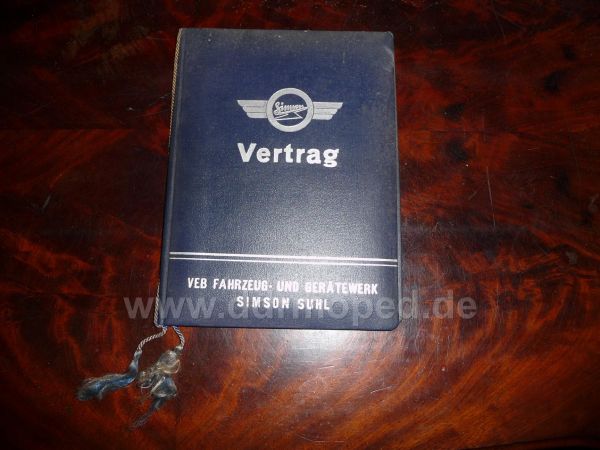 Simson
Vertrag
VEB FAHRZEUG- UND GERÄTEWERK
SIMSON SUHL
www.ddrmoped.de